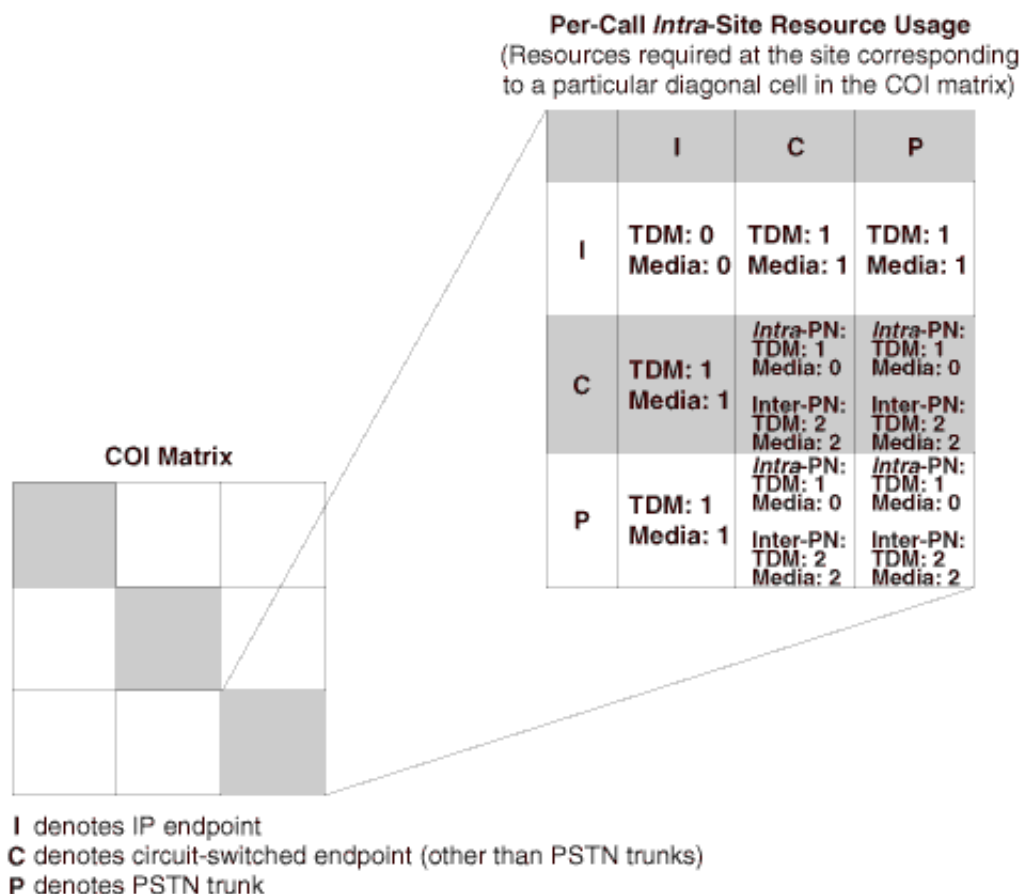 Per-Call Intra-Site Resource Usage
(Resources required at the site corresponding
to a particular diagonal cell in the COI matrix)
I C P
I
TDM: 0 TDM: 1 TDM: 1
Media: 0 Media: 1 Media: 1
C
TDM: 1
Media: 1
Intra-PN: Intra-PN:
TDM: 1 TDM: 1
Media: 0 Media: 0
Inter-PN: Inter-PN:
TDM: 2 TDM: 2
Media: 2 Media: 2
P
TDM: 1
Media: 1
Intra-PN: Intra-PN:
TDM: 1 TDM: 1
Media: 0 Media: 0
Inter-PN: Inter-PN:
TDM: 2 TDM: 2
Media: 2 Media: 2
COI Matrix
I denotes IP endpoint
C denotes circuit-switched endpoint (other than PSTN trunks)
P denotes PSTN trunk